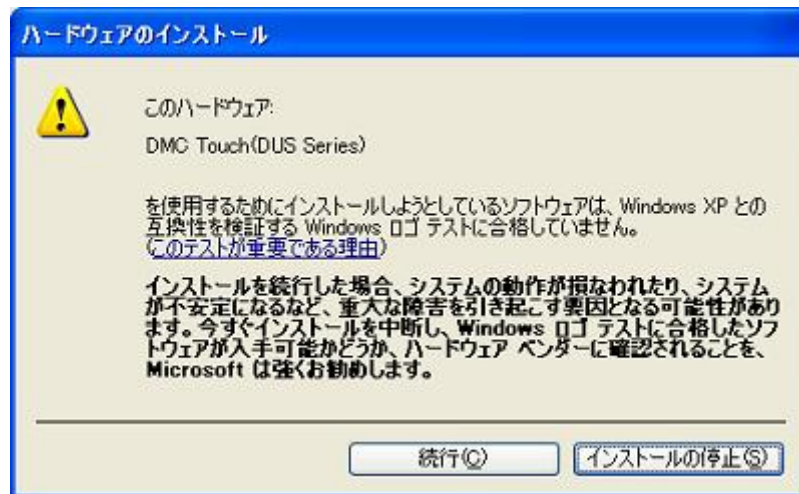 ハードウェアのインストール
このハードウェア:
DMC Touch(DUS Series)
を使用するためにインストールしようとしているソフトウェアは、Windows XP との
互換性を検証する Windows ロゴ テストに合格していません。
(このテストが重要である理由)
インストールを続行した場合、システムの動作が損なわれたり、システム
が不安定になるなど、重大な障害を引き起こす要因となる可能性があり
ます。今すぐインストールを中断し、Windows ロゴ テストに合格したソフ
トウェアが入手可能かどうか、ハードウェア ベンダーに確認されることを、
Microsoft は強くお勧めします。
続行(C)
インストールの停止(S)